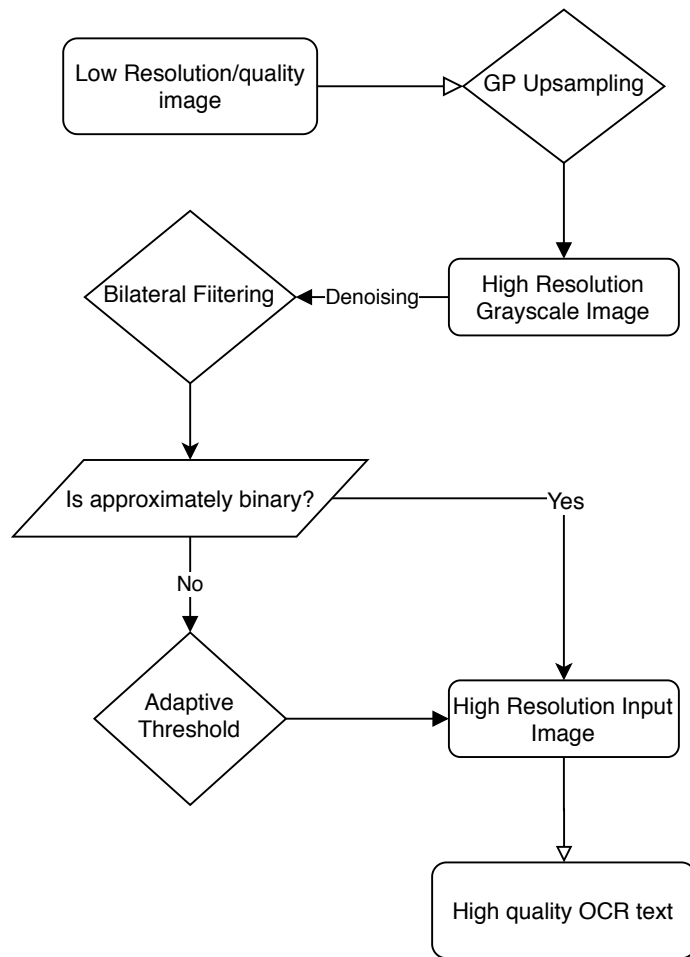 Low Resolution/quality
image
GP Upsampling
High Resolution
Grayscale Image
Denoising
Bilateral Fiitering
Is approximately binary?
Yes
No
Adaptive
Threshold
High Resolution Input
Image
High quality OCR text